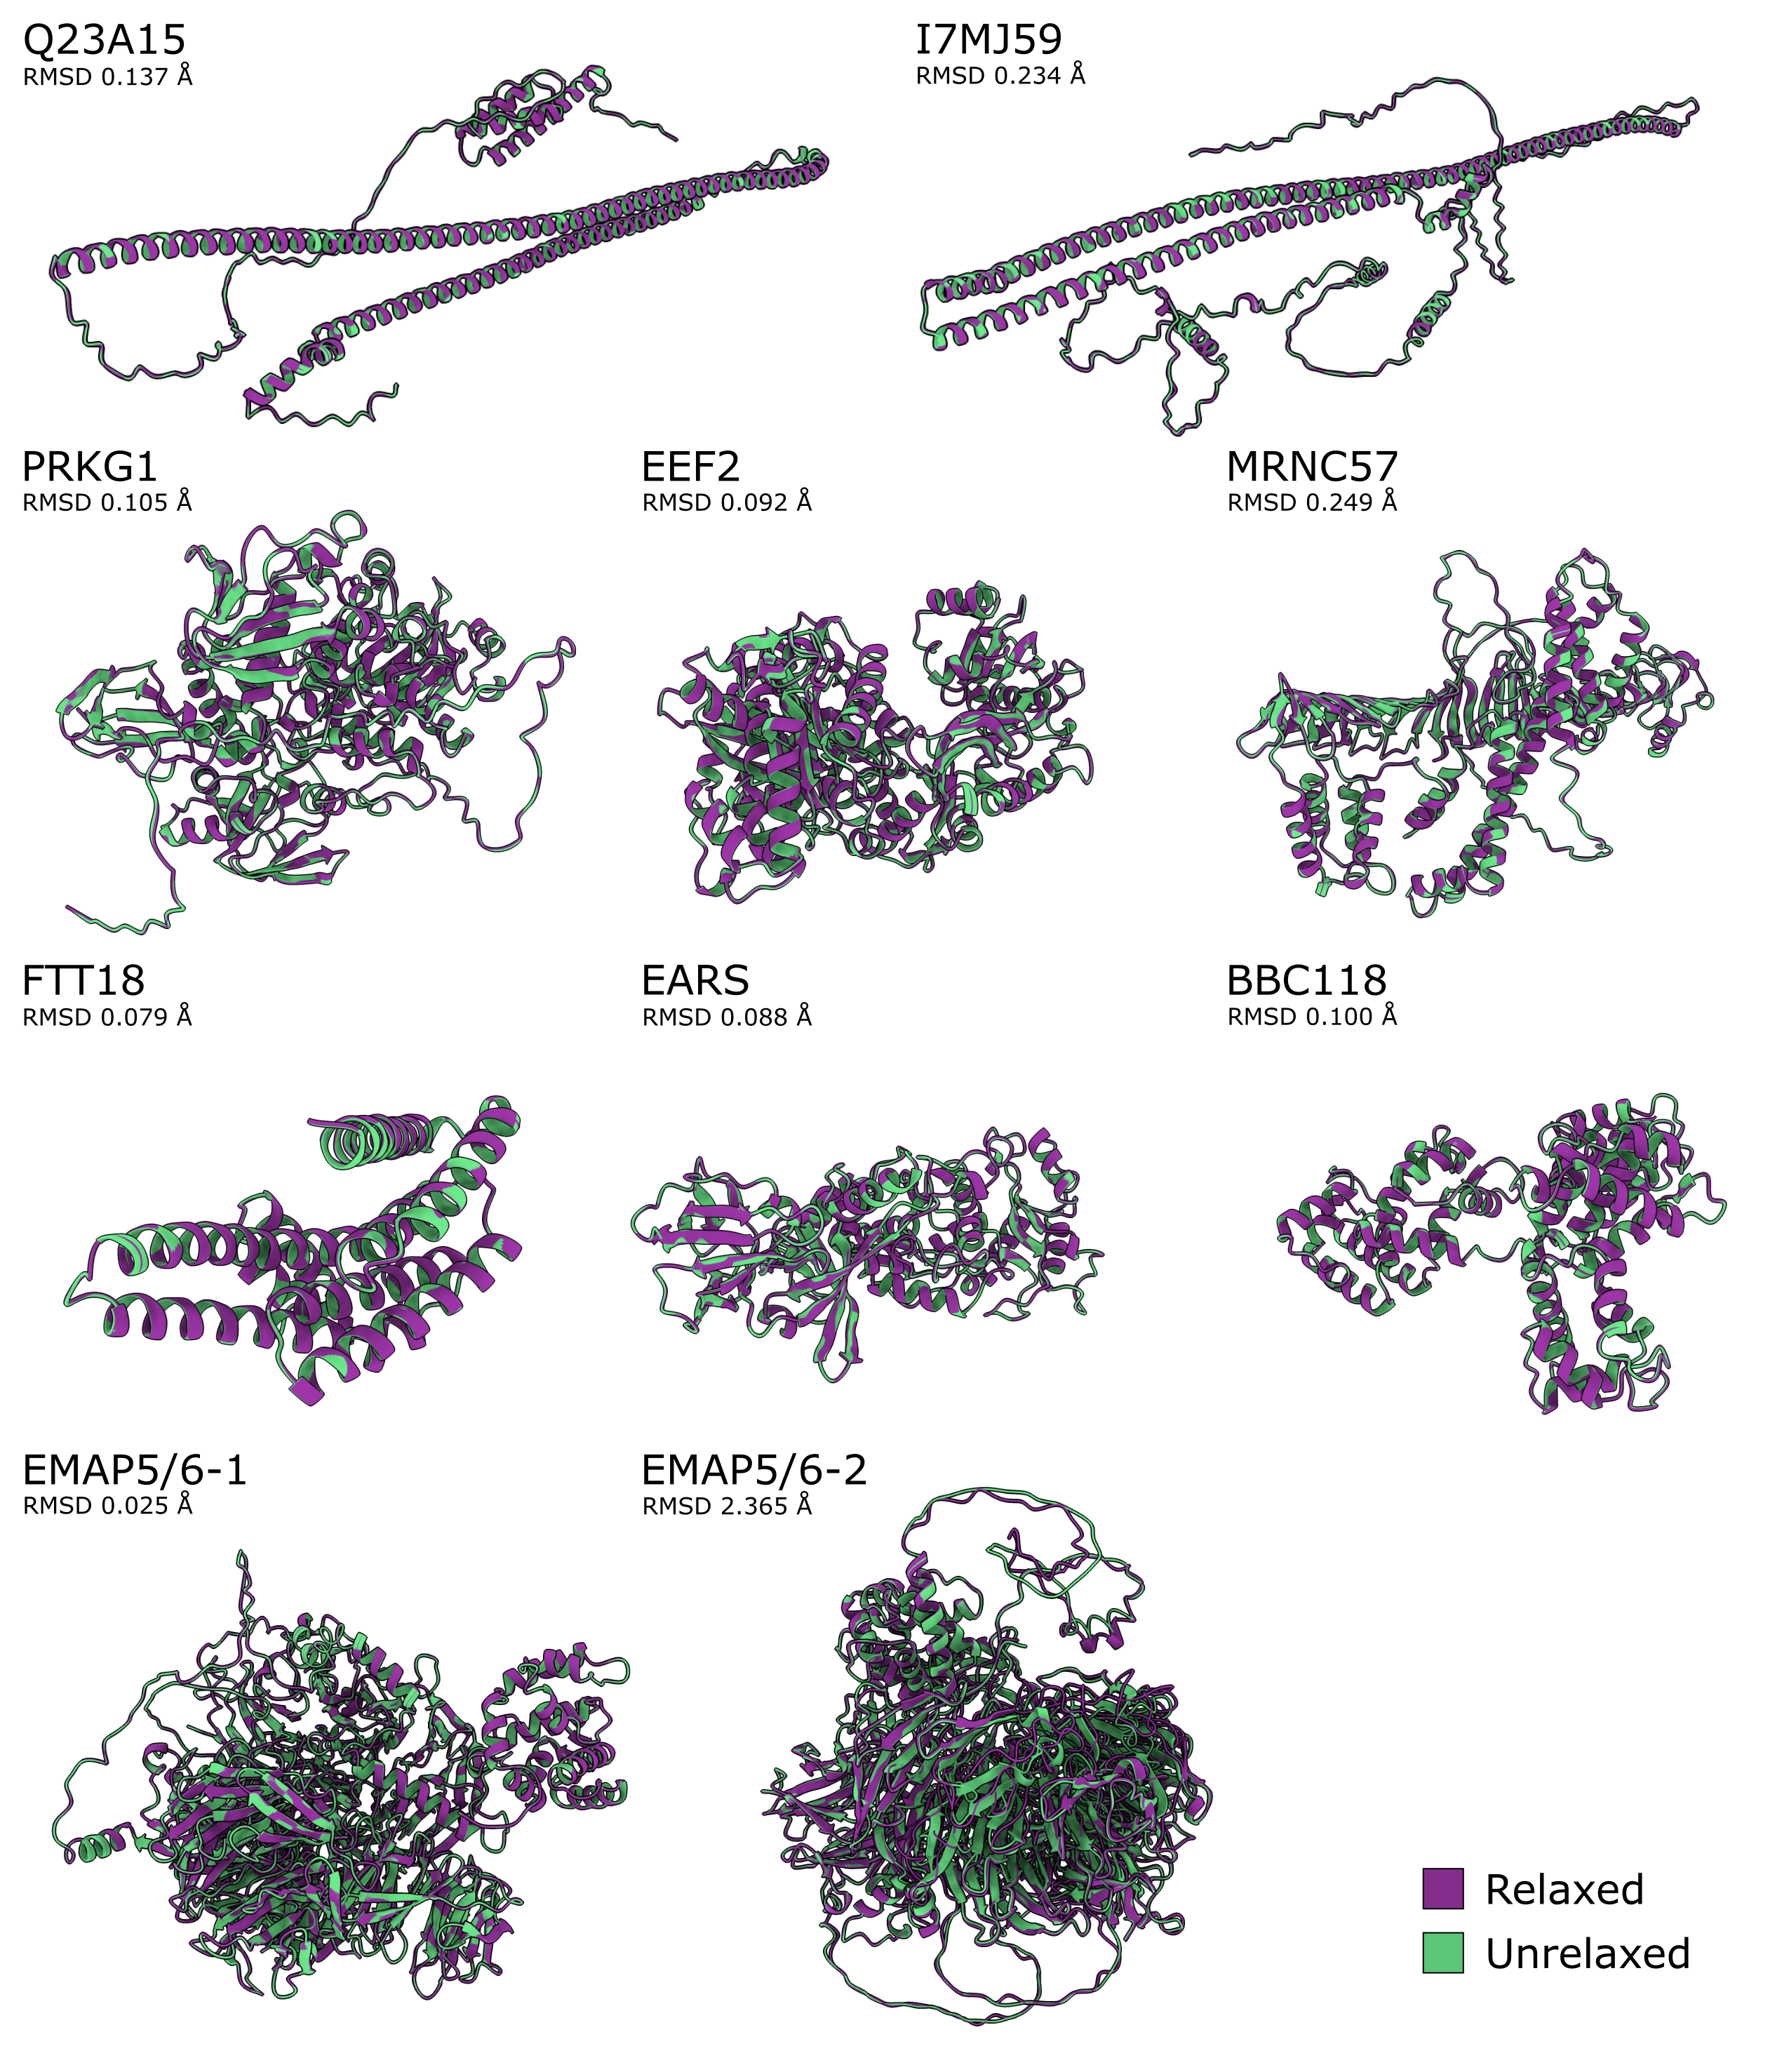 Q23A15
RMSD 0.137 Å
I7MJ59
RMSD 0.234 Å
PRKG1
RMSD 0.105 Å
EEF2
RMSD 0.092 Å
MRNC57
RMSD 0.249 Å
FTT18
RMSD 0.079 Å
EARS
RMSD 0.088 Å
BBC118
RMSD 0.100 Å
EMAP5/6-1
RMSD 0.025 Å
EMAP5/6-2
RMSD 2.365 Å
Relaxed
Unrelaxed